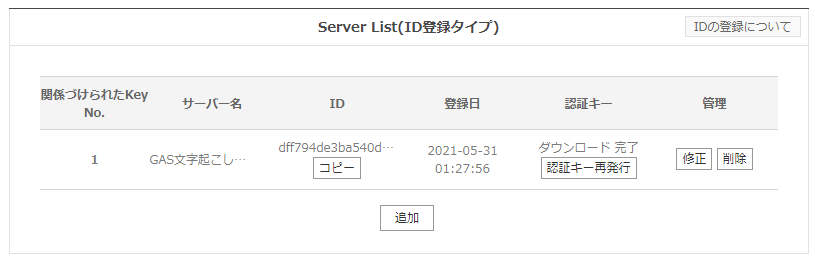 Server List(ID登録タイプ)
IDの登録について
関係づけられたKey
No.
サーバー名
ID
登録日
認証キー
管理
1
GAS文字起こし…
dff794de3ba540d…
コピー
2021-05-31
01:27:56
ダウンロード 完了
認証キー再発行
修正
削除
追加